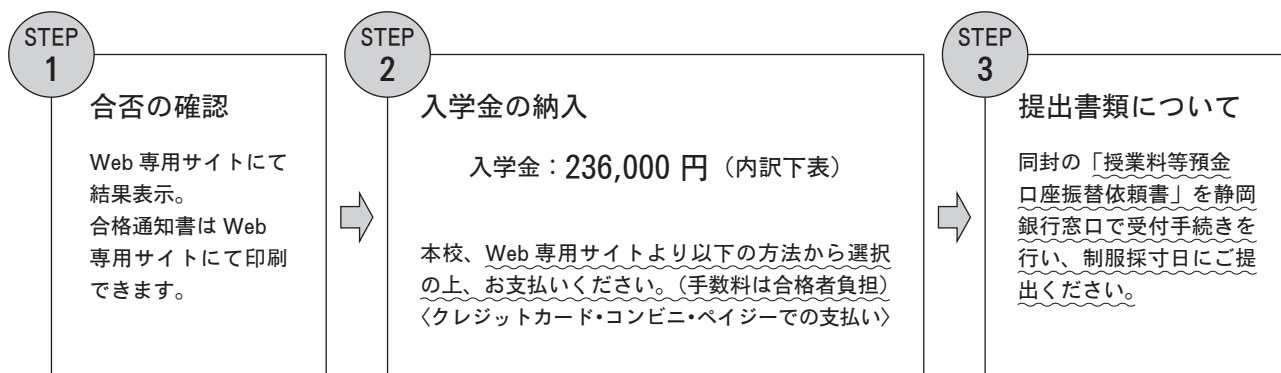 STEP
1
合否の確認
Web 専用サイトにて
結果表示。
合格通知書は Web
専用サイトにて印刷
できます。
STEP
2
入学金の納入
入学金：236,000 円（内訳下表）
本校、Web 専用サイトより以下の方法から選択
の上、お支払いください。（手数料は合格者負担）
〈クレジットカード・コンビニ・ペイジーでの支払い〉
STEP
3
提出書類について
同封の「授業料等預金
口座振替依頼書」を静岡
銀行窓口で受付手続きを
行い、制服採寸日にご提
出ください。